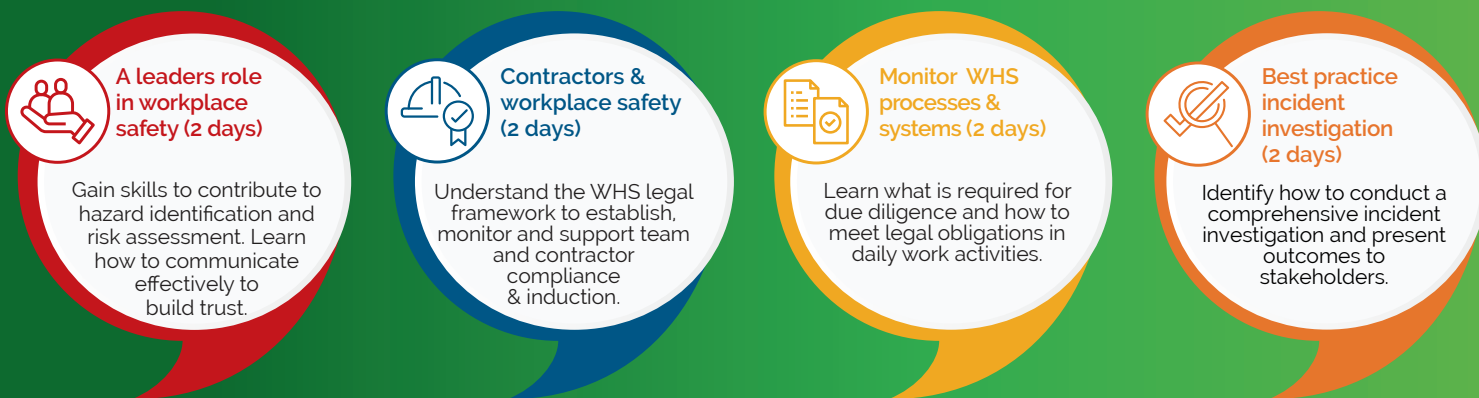 A leaders role
in workplace
safety (2 days)
Gain skills to contribute to
hazard identification and
risk assessment. Learn
how to communicate
effectively to
build trust.
Contractors &
workplace safety
(2 days)
Understand the WHS legal
framework to establish,
monitor and support team
and contractor
compliance
& induction.
Monitor WHS
processes &
systems (2 days)
Learn what is required for
due diligence and how to
meet legal obligations in
daily work activities.
Best practice
incident
investigation
(2 days)
Identify how to conduct a
comprehensive incident
investigation and present
outcomes to
stakeholders.